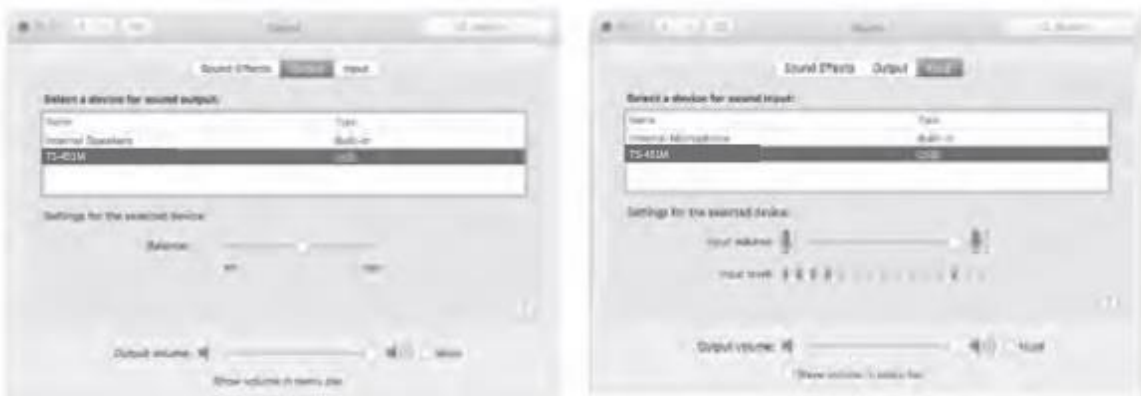 Sound
Sound Effects Output Input
Select a device for sound output:
Name Type
Internal Speakers Built-in
TS-451M USB
Settings for the selected device:
Balance:
left right
Output volume: Mute
Show volume in menu bar
Sound Effects Output Input
Select a device for sound input:
Name Type
Internal Microphone Built-in
TS-451M USB
Settings for the selected device:
Input volume:
Input level:
Output volume: Mute
Show volume in menu bar